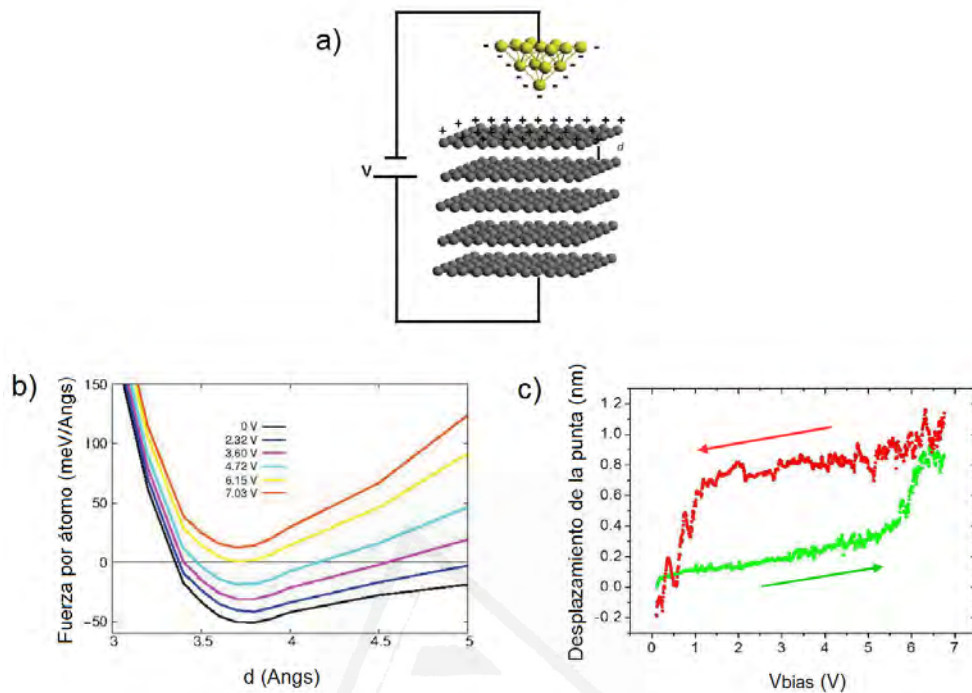 a)
d
V
b)
Fuerza por átomo (meV/Angs)
150
100
50
0
−50
0 V
2.32 V
3.60 V
4.72 V
6.15 V
7.03 V
3
3.5
4
4.5
5
d (Angs)
c)
Desplazamiento de la punta (nm)
1.2
1.0
0.8
0.6
0.4
0.2
0.0
-0.2
0 1 2 3 4 5 6 7
Vbias (V)